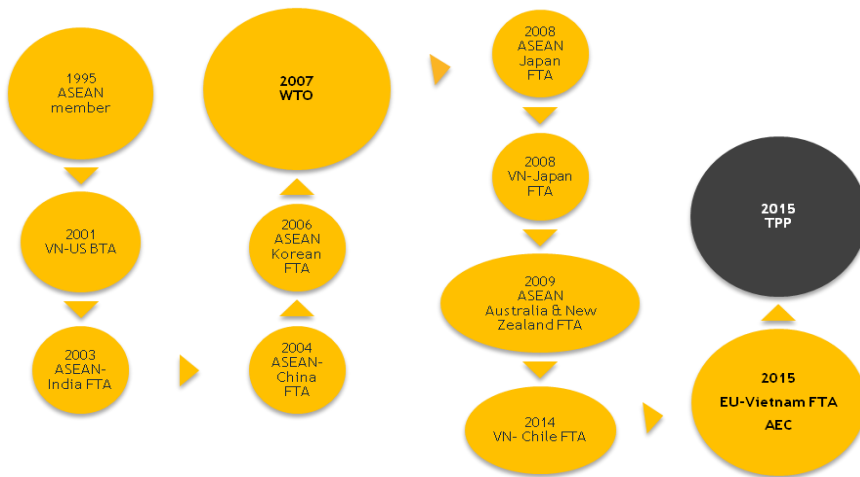 1995
ASEAN
member
2001
VN-US BTA
2003
ASEAN-
India FTA
2004
ASEAN-
China
FTA
2006
ASEAN
Korean
FTA
2007
WTO
2008
ASEAN
Japan
FTA
2008
VN-Japan
FTA
2009
ASEAN
Australia & New
Zealand FTA
2014
VN- Chile FTA
2015
EU-Vietnam FTA
AEC
2015
TPP